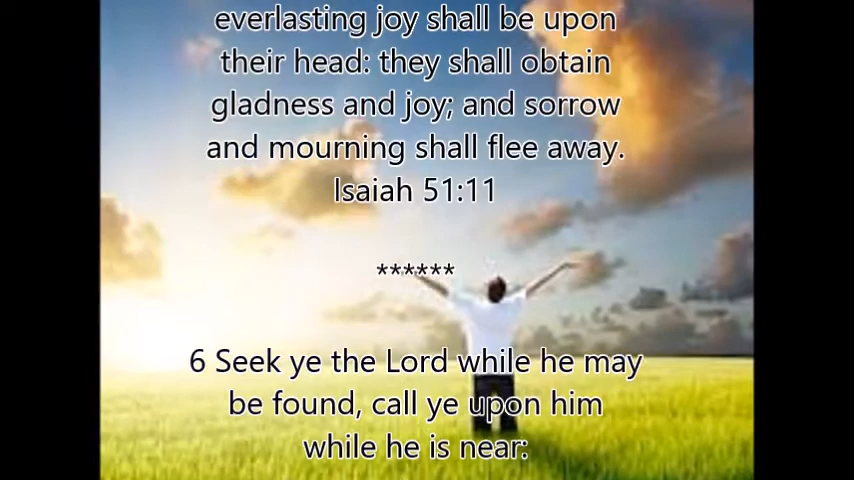 everlasting joy shall be upon
their head: they shall obtain
gladness and joy; and sorrow
and mourning shall flee away.
Isaiah 51:11
******
6 Seek ye the Lord while he may
be found, call ye upon him
while he is near: